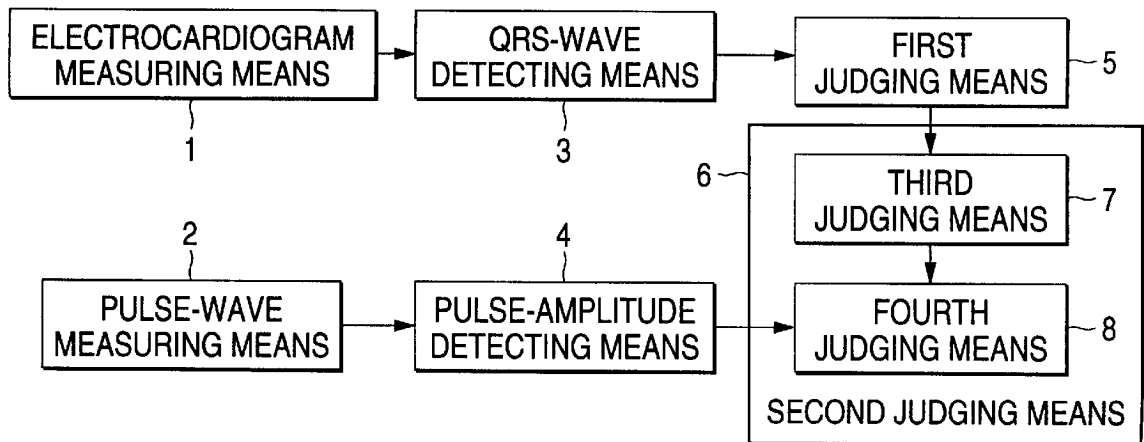 ELECTROCARDIOGRAM
MEASURING MEANS
1
QRS-WAVE
DETECTING MEANS
3
FIRST
JUDGING MEANS
5
6
THIRD
JUDGING MEANS
7
2
PULSE-WAVE
MEASURING MEANS
4
PULSE-AMPLITUDE
DETECTING MEANS
FOURTH
JUDGING MEANS
8
SECOND JUDGING MEANS